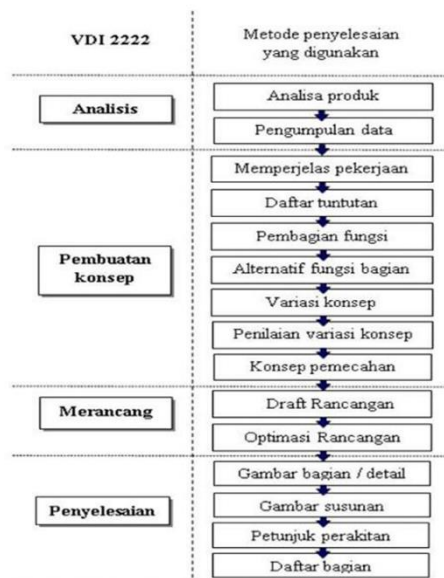 VDI 2222
Metode penyelesaian
yang digunakan
Analisis
Analisa produk
Pengumpulan data
Pembuatan
konsep
Memperjelas pekerjaan
Daftar tuntutan
Pembagian fungsi
Alternatif fungsi bagian
Variasi konsep
Penilaian variasi konsep
Konsep pemecahan
Merancang
Draft Rancangan
Optimasi Rancangan
Penyelesaian
Gambar bagian / detail
Gambar susunan
Petunjuk perakitan
Daftar bagian